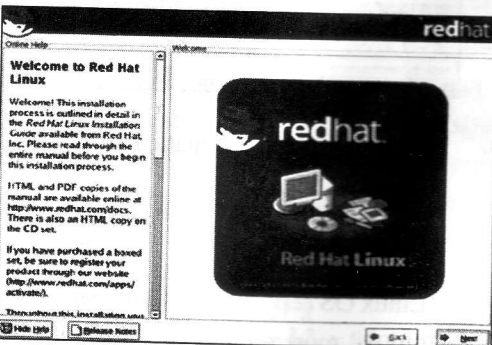 redhat
Online Help
Welcome
Welcome to Red Hat
Linux
Welcome! This installation
process is outlined in detail in
the Red Hat Linux Installation
Guide available from Red Hat,
Inc. Please read through the
entire manual before you begin
this installation process.
HTML and PDF copies of the
manual are available online at
http://www.redhat.com/docs.
There is also an HTML copy on
the CD set.
If you have purchased a boxed
set, be sure to register your
product through our website
(http://www.redhat.com/apps/
activate/).
Throughout this installation, you
redhat.
Red Hat Linux
Hide Help
Release Notes
Back
Next